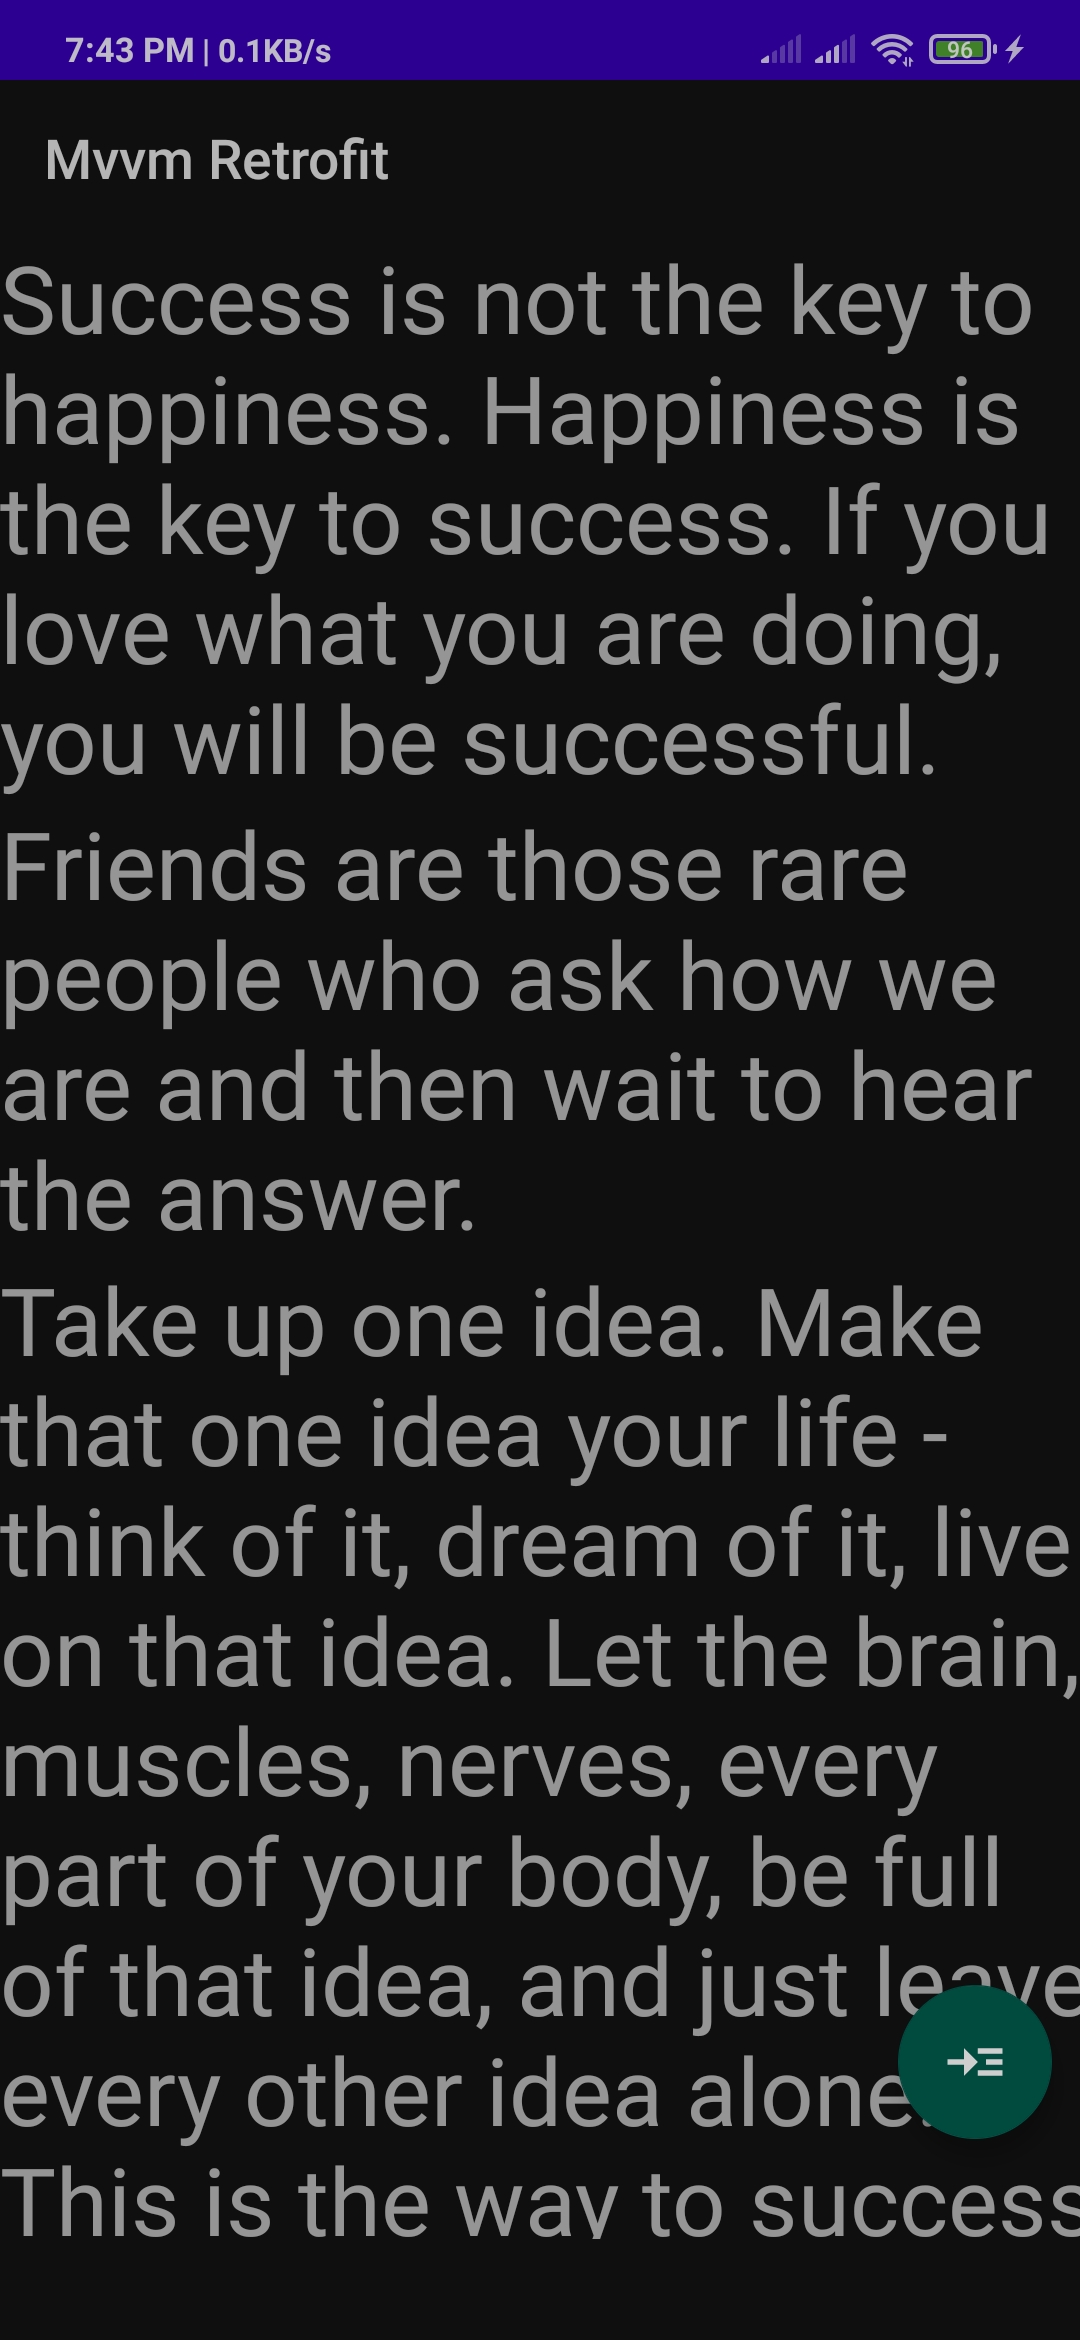 7:43 PM | 0.1KB/s
96
Mvvm Retrofit
Success is not the key to
happiness. Happiness is
the key to success. If you
love what you are doing,
you will be successful.
Friends are those rare
people who ask how we
are and then wait to hear
the answer.
Take up one idea. Make
that one idea your life -
think of it, dream of it, live
on that idea. Let the brain,
muscles, nerves, every
part of your body, be full
of that idea, and just leave
every other idea alone.
This is the way to success